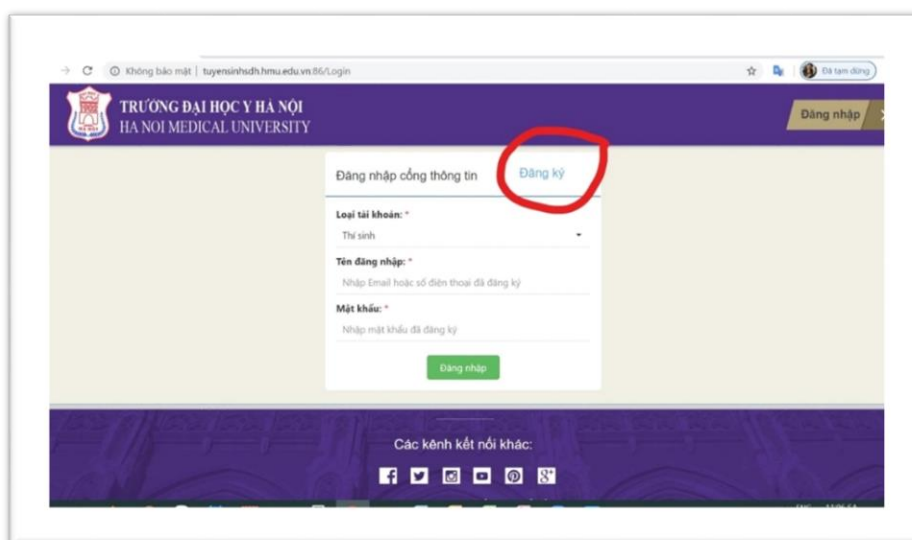 Không bảo mật | tuyensinhsdh.hmu.edu.vn:86/Login
Đã tạm dừng
TRƯỜNG ĐẠI HỌC Y HÀ NỘI
HA NOI MEDICAL UNIVERSITY
Đăng nhập
Đăng nhập cổng thông tin
Đăng ký
Loại tài khoản: *
Thí sinh
Tên đăng nhập: *
Nhập Email hoặc số điện thoại đã đăng ký
Mật khẩu: *
Nhập mật khẩu đã đăng ký
Đăng nhập
Các kênh kết nối khác: